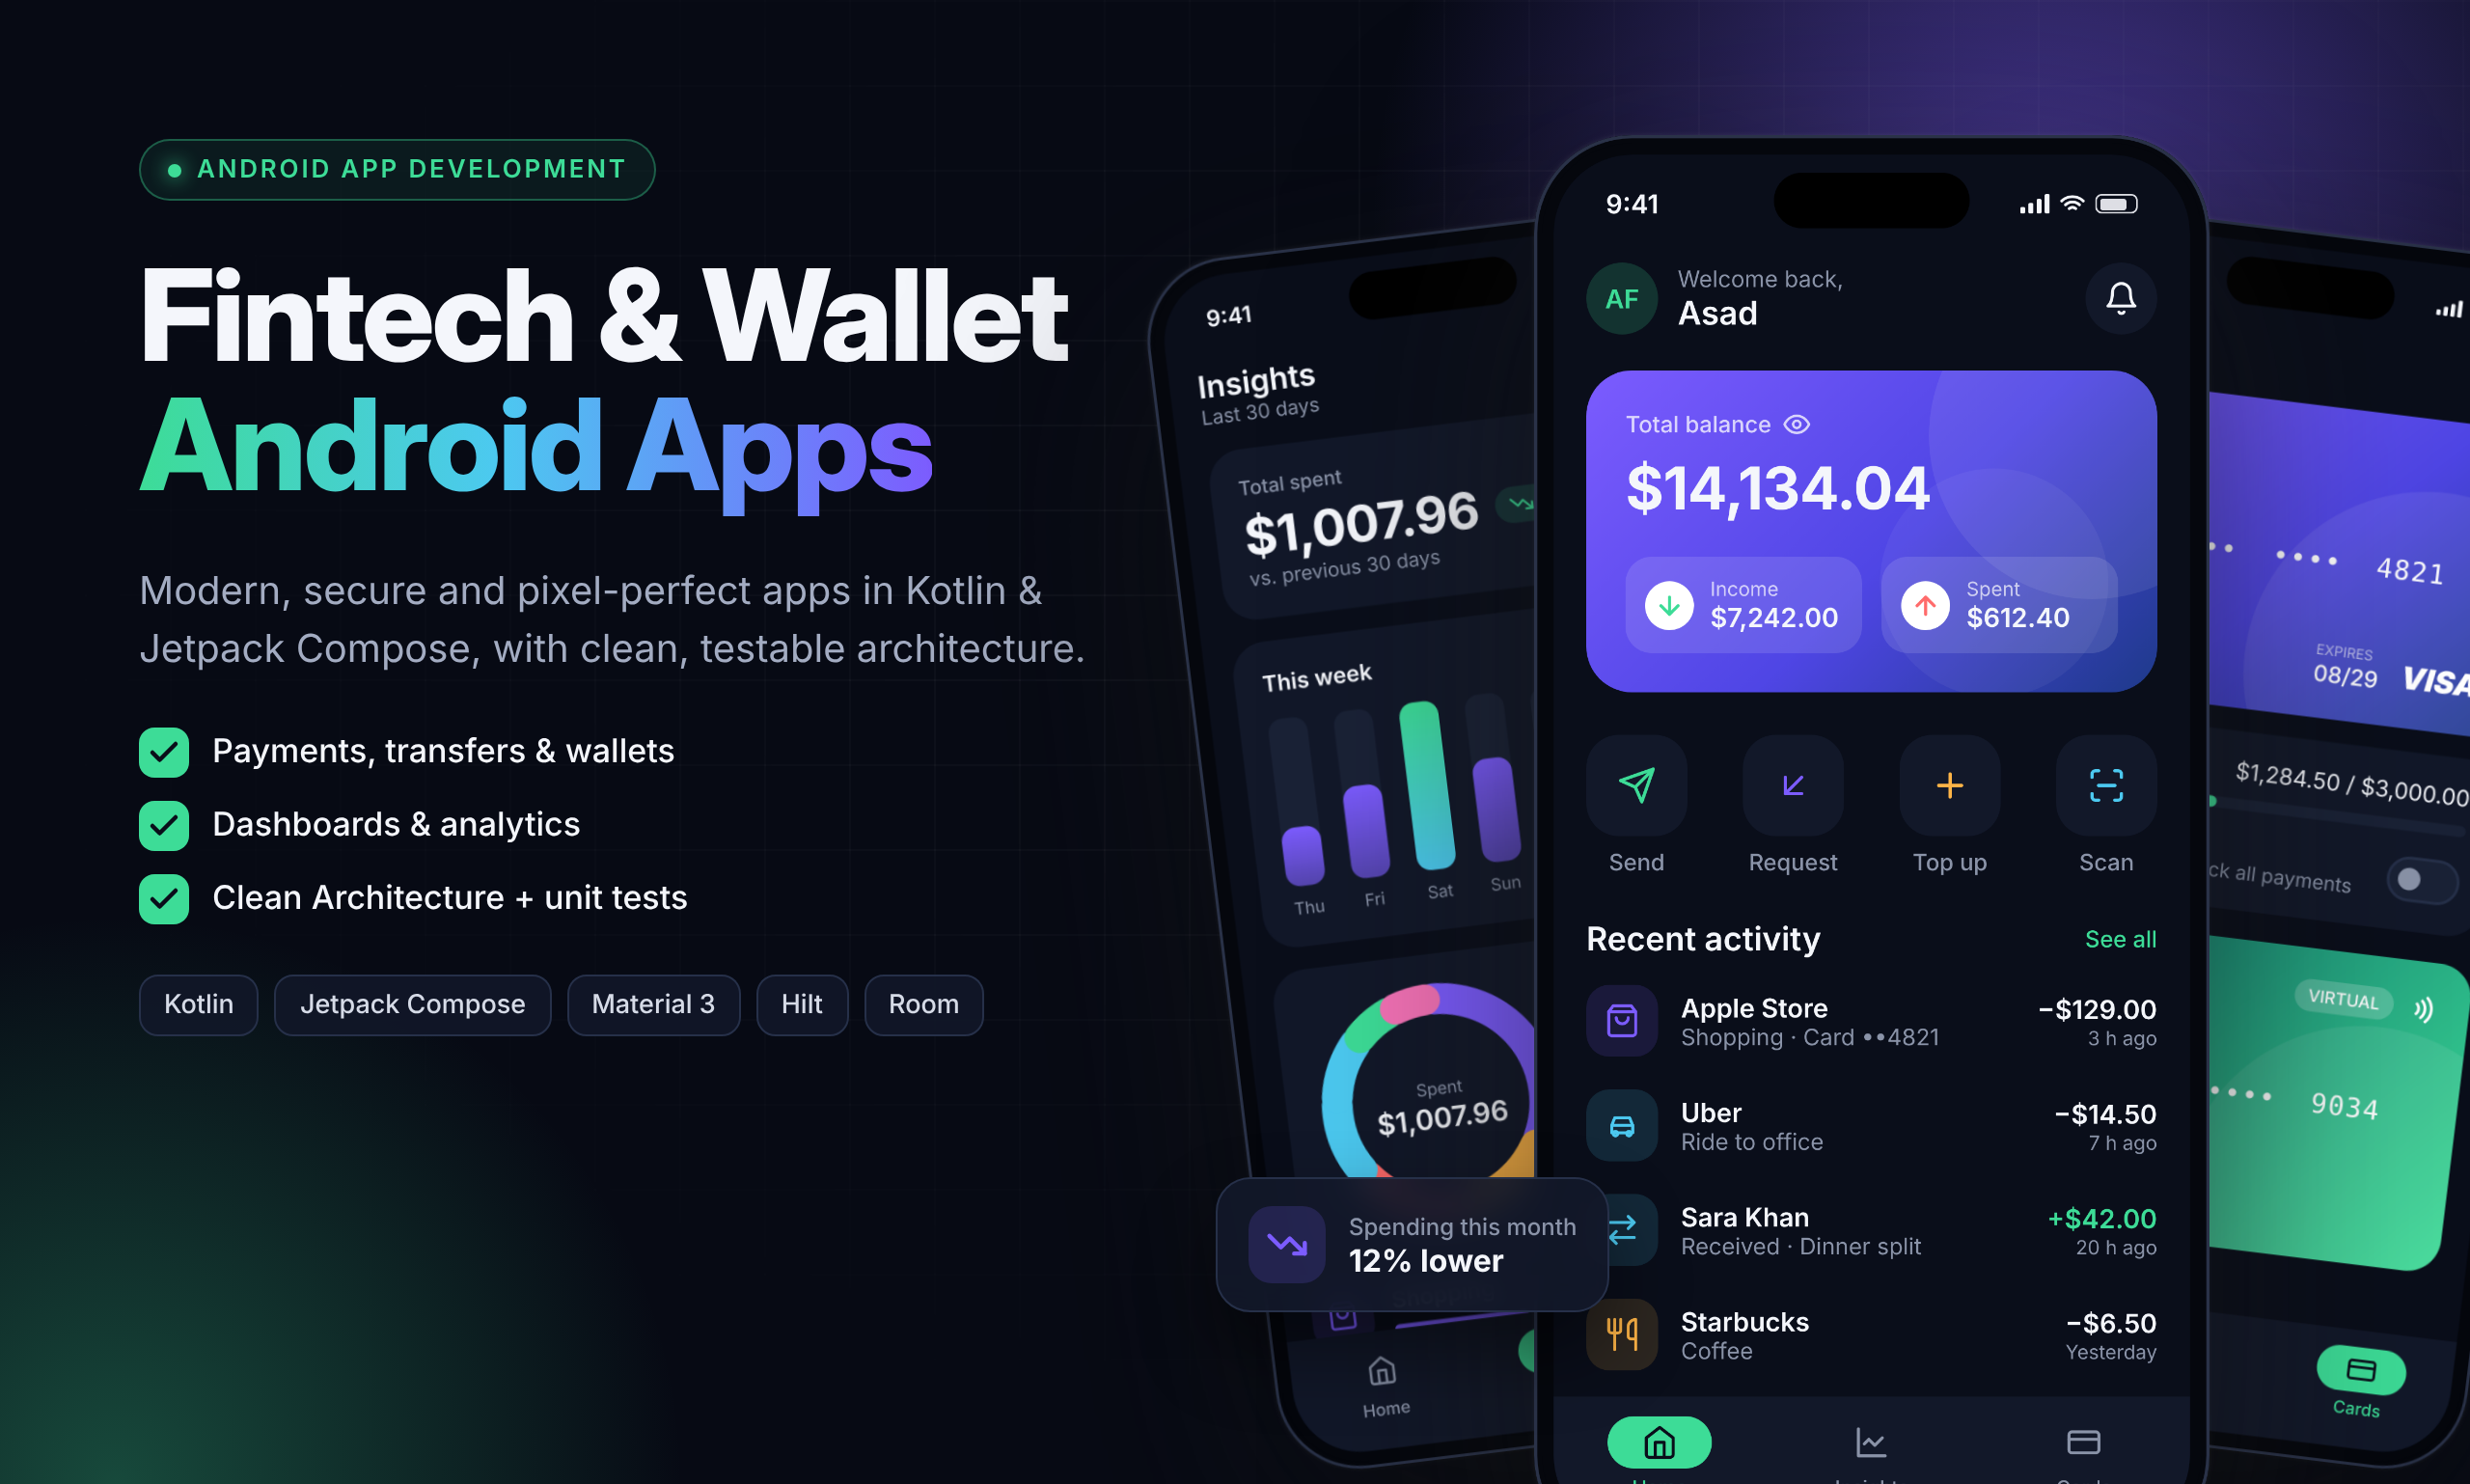 ANDROID APP DEVELOPMENT
Fintech & Wallet
Android Apps
Modern, secure and pixel-perfect apps in Kotlin &
Jetpack Compose, with clean, testable architecture.
Payments, transfers & wallets
Dashboards & analytics
Clean Architecture + unit tests
Kotlin
Jetpack Compose
Material 3
Hilt
Room
9:41
Insights
Last 30 days
Total spent
$1,007.96
vs. previous 30 days
This week
Thu
Fri
Sat
Sun
Spent
$1,007.96
Spending this month
12% lower
Home
9:41
AF
Welcome back,
Asad
Total balance
$14,134.04
Income
$7,242.00
Spent
$612.40
Send
Request
Top up
Scan
Recent activity
See all
Apple Store
−$129.00
Shopping · Card ••4821
3 h ago
Uber
−$14.50
Ride to office
7 h ago
Sara Khan
+$42.00
Received · Dinner split
20 h ago
Starbucks
−$6.50
Coffee
Yesterday
•• •••• 4821
EXPIRES
08/29
VISA
$1,284.50 / $3,000.00
all payments
VIRTUAL
•••• 9034
Cards